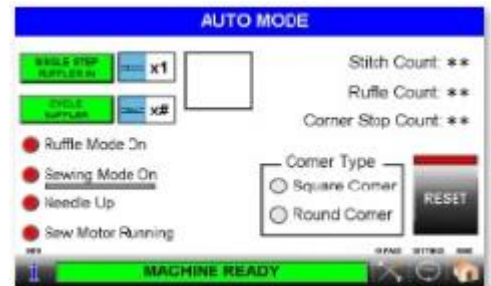 AUTO MODE
SINGLE STEP
RUFFLER IN
x1
CYCLE
RUFFLER
x#
Stitch Count: **
Ruffle Count: **
Corner Stop Count: **
Ruffle Mode On
Sewing Mode On
Needle Up
Sew Motor Running
Corner Type
Square Corner
Round Corner
RESET
MACHINE READY